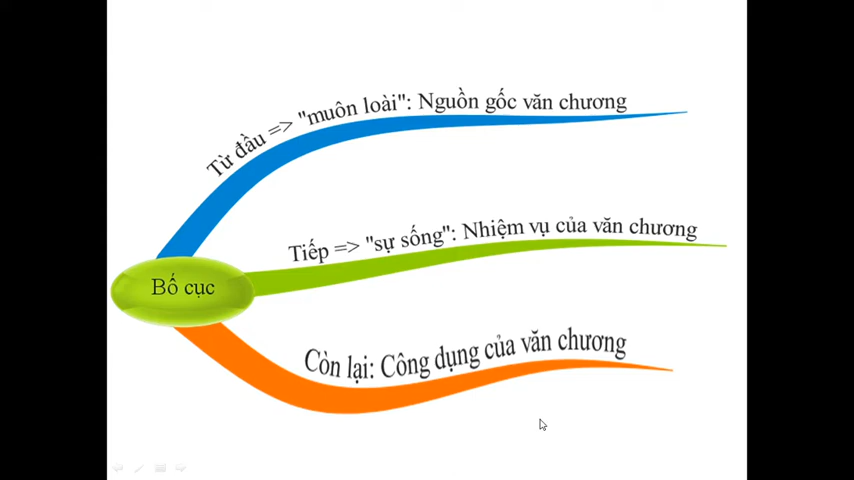 Từ đầu => "muôn loài": Nguồn gốc văn chương
Tiếp => "sự sống": Nhiệm vụ của văn chương
Bố cục
Còn lại: Công dụng của văn chương